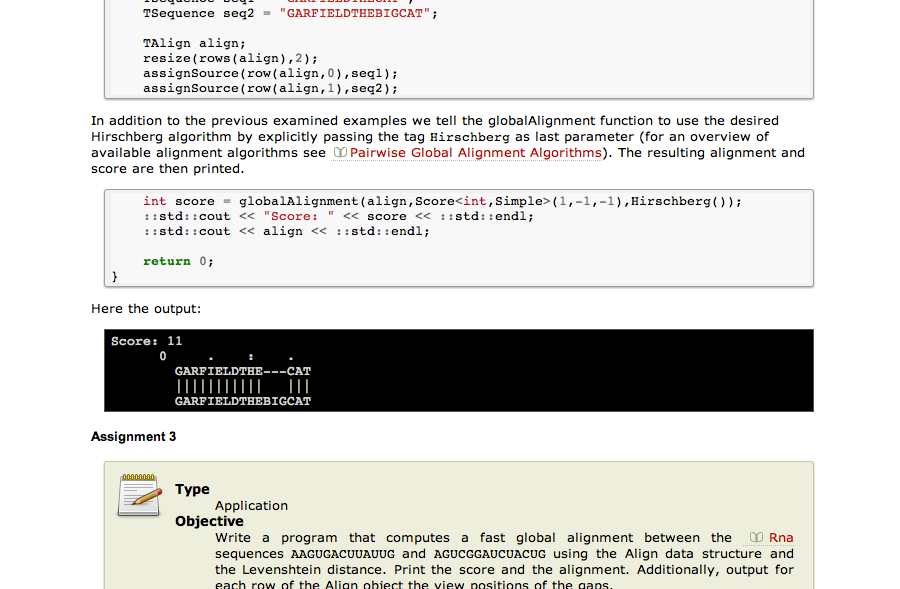 TSequence seq2 = "GARFIELDTHEBIGCAT";
TAlign align;
resize(rows(align),2);
assignSource(row(align,0),seq1);
assignSource(row(align,1),seq2);
In addition to the previous examined examples we tell the globalAlignment function to use the desired
Hirschberg algorithm by explicitly passing the tag Hirschberg as last parameter (for an overview of
available alignment algorithms see Pairwise Global Alignment Algorithms). The resulting alignment and
score are then printed.
int score = globalAlignment(align,Score<int,Simple>(1,-1,-1),Hirschberg());
::std::cout << "Score: " << score << ::std::endl;
::std::cout << align << ::std::endl;
return 0;
}
Here the output:
Score: 11
0 . : .
GARFIELDTHE---CAT
||||||||||| |||
GARFIELDTHEBIGCAT
Assignment 3
Type
Application
Objective
Write a program that computes a fast global alignment between the Rna
sequences AAGUGACUUAUUG and AGUCGGAUCUACUG using the Align data structure and
the Levenshtein distance. Print the score and the alignment. Additionally, output for
each row of the Align object the view positions of the gaps.